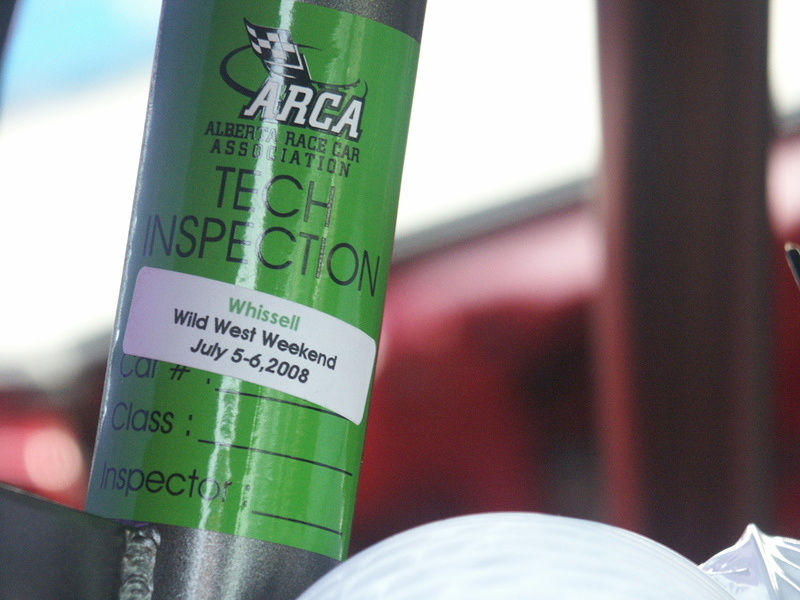 ARCA
ALBERTA RACE CAR
ASSOCIATION
TECH
INSPECTION
Whissell
Wild West Weekend
July 5-6,2008
Car # :
Class :
Inspector